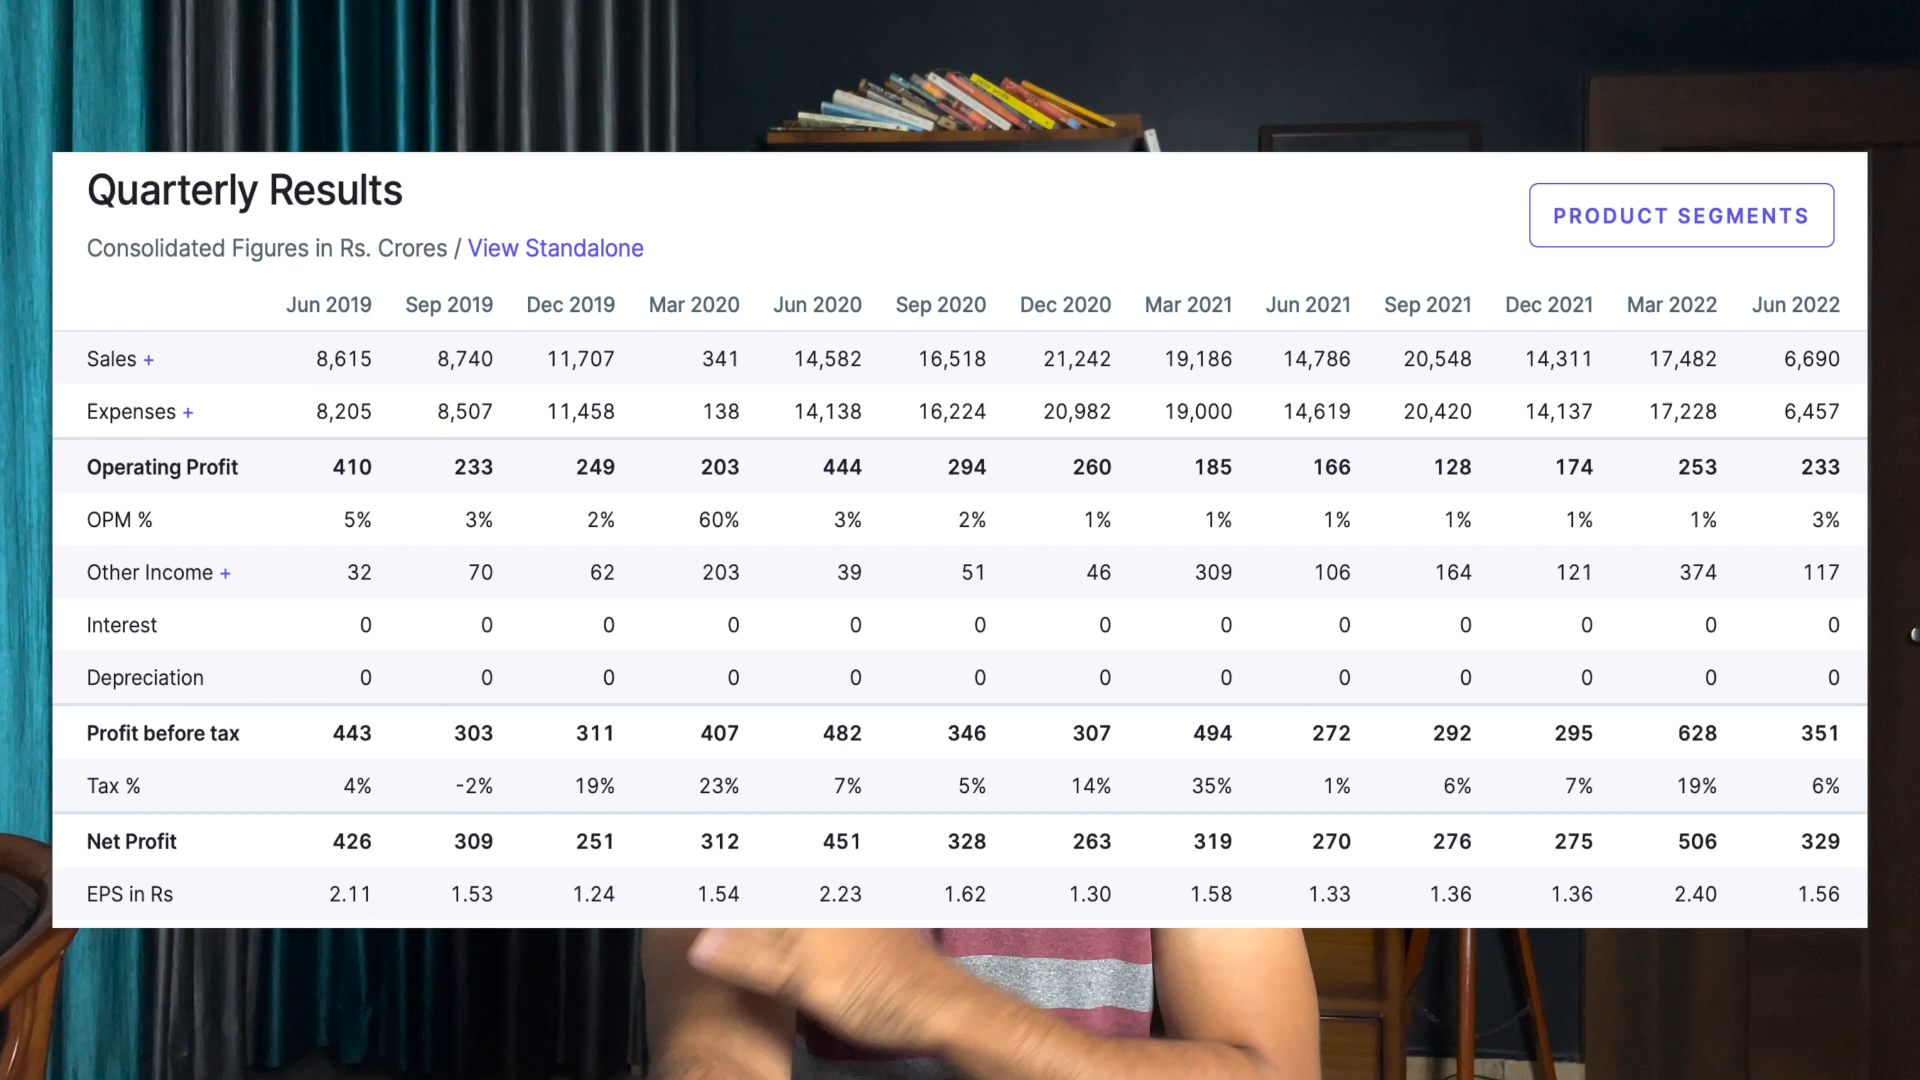 Quarterly Results
PRODUCT SEGMENTS
Consolidated Figures in Rs. Crores / View Standalone
Jun 2019 Sep 2019 Dec 2019 Mar 2020 Jun 2020 Sep 2020 Dec 2020 Mar 2021 Jun 2021 Sep 2021 Dec 2021 Mar 2022 Jun 2022
Sales + 8,615 8,740 11,707 341 14,582 16,518 21,242 19,186 14,786 20,548 14,311 17,482 6,690
Expenses + 8,205 8,507 11,458 138 14,138 16,224 20,982 19,000 14,619 20,420 14,137 17,228 6,457
Operating Profit 410 233 249 203 444 294 260 185 166 128 174 253 233
OPM % 5% 3% 2% 60% 3% 2% 1% 1% 1% 1% 1% 1% 3%
Other Income + 32 70 62 203 39 51 46 309 106 164 121 374 117
Interest 0 0 0 0 0 0 0 0 0 0 0 0 0
Depreciation 0 0 0 0 0 0 0 0 0 0 0 0 0
Profit before tax 443 303 311 407 482 346 307 494 272 292 295 628 351
Tax % 4% -2% 19% 23% 7% 5% 14% 35% 1% 6% 7% 19% 6%
Net Profit 426 309 251 312 451 328 263 319 270 276 275 506 329
EPS in Rs 2.11 1.53 1.24 1.54 2.23 1.62 1.30 1.58 1.33 1.36 1.36 2.40 1.56